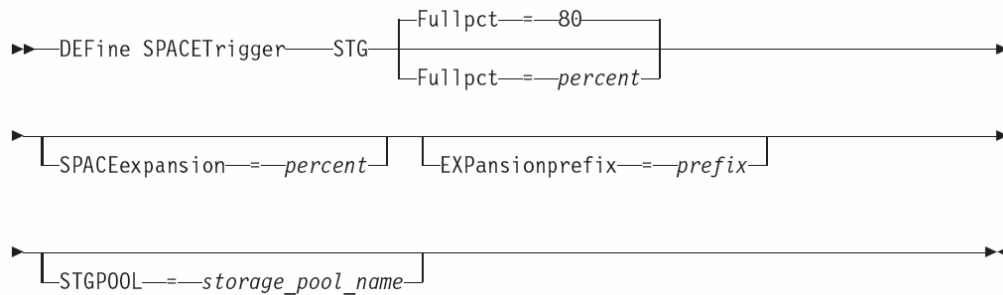 Fullpct = 80
DEFine SPACETrigger STG
Fullpct = percent
SPACEexpansion = percent EXPansionprefix = prefix
STGPOOL = storage_pool_name